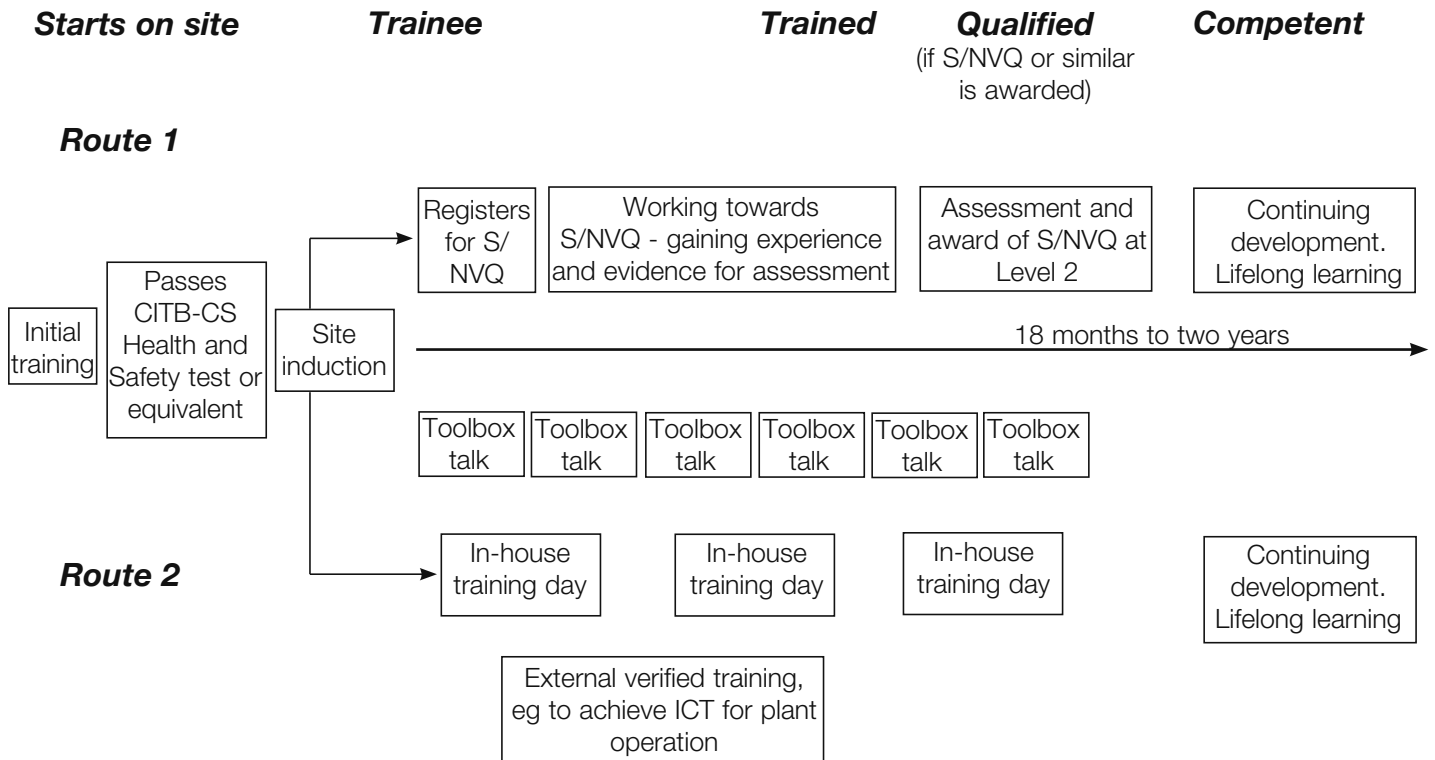 Starts on site
Trainee
Trained
Qualified
Competent
(if S/NVQ or similar
is awarded)
Route 1
Registers
for S/
NVQ
Working towards
S/NVQ - gaining experience
and evidence for assessment
Assessment and
award of S/NVQ at
Level 2
Continuing
development.
Lifelong learning
Initial
training
Passes
CITB-CS
Health and
Safety test or
equivalent
Site
induction
18 months to two years
Toolbox
talk
Toolbox
talk
Toolbox
talk
Toolbox
talk
Toolbox
talk
Toolbox
talk
Route 2
In-house
training day
In-house
training day
In-house
training day
Continuing
development.
Lifelong learning
External verified training,
eg to achieve ICT for plant
operation